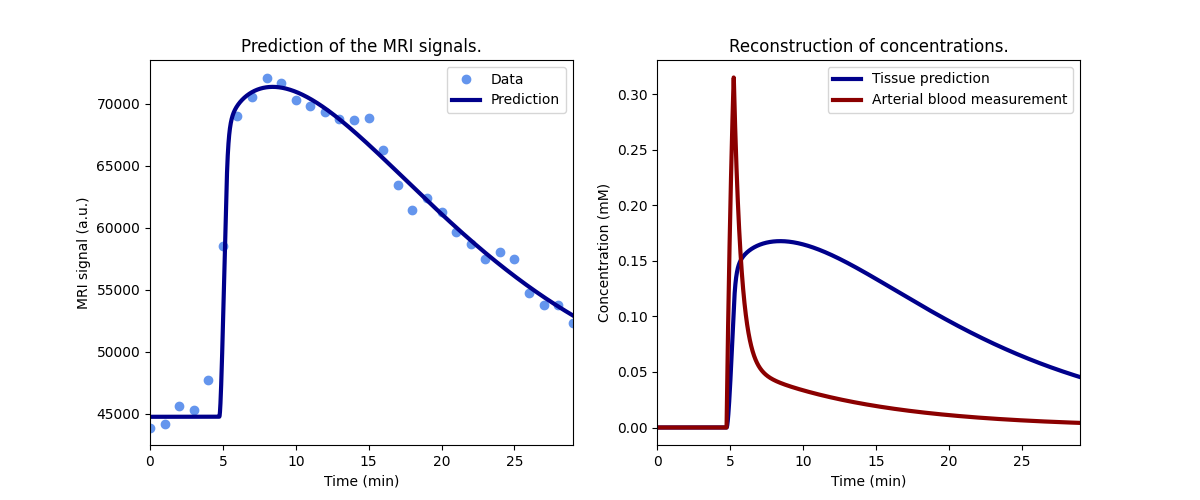 Prediction of the MRI signals.
MRI signal (a.u.)
70000
65000
60000
55000
50000
45000
0
5
10
15
20
25
Time (min)
Data
Prediction
Reconstruction of concentrations.
Concentration (mM)
0.30
0.25
0.20
0.15
0.10
0.05
0.00
0
5
10
15
20
25
Time (min)
Tissue prediction
Arterial blood measurement